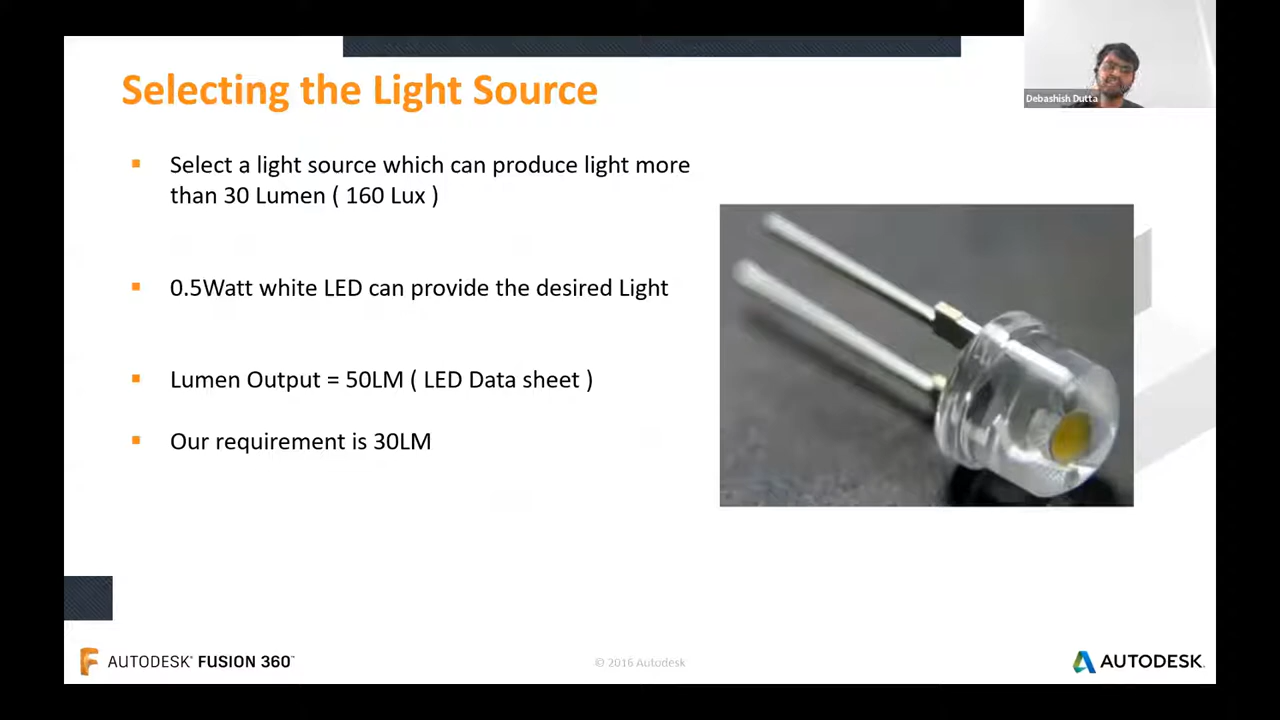 Selecting the Light Source
Debashish Dutta
Select a light source which can produce light more
than 30 Lumen ( 160 Lux )
0.5Watt white LED can provide the desired Light
Lumen Output = 50LM ( LED Data sheet )
Our requirement is 30LM
AUTODESK® FUSION 360™
© 2016 Autodesk
AUTODESK.